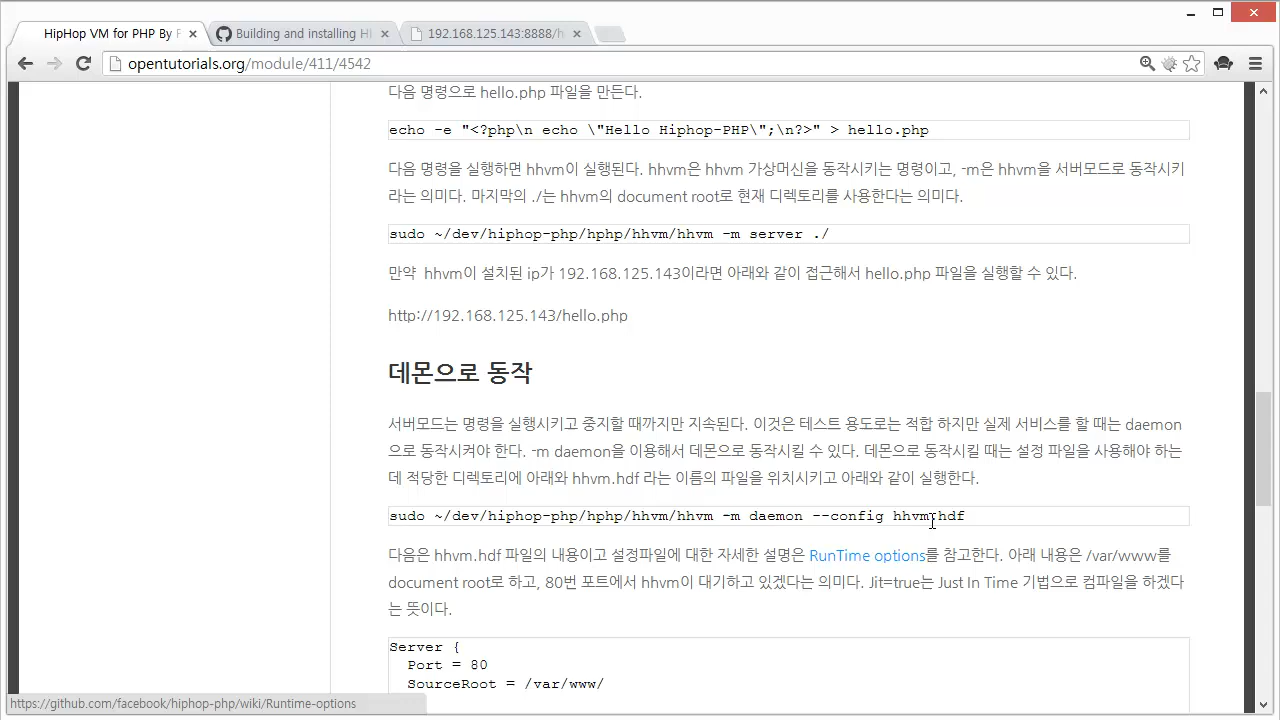 HipHop VM for PHP By F
Building and installing HI
192.168.125.143:8888/h
opentutorials.org/module/411/4542
다음 명령으로 hello.php 파일을 만든다.
echo -e "<?php\n echo \"Hello Hiphop-PHP\";\n?>" > hello.php
다음 명령을 실행하면 hhvm이 실행된다. hhvm은 hhvm 가상머신을 동작시키는 명령이고, -m은 hhvm을 서버모드로 동작시키
라는 의미다. 마지막의 ./는 hhvm의 document root로 현재 디렉토리를 사용한다는 의미다.
sudo ~/dev/hiphop-php/hphp/hhvm/hhvm -m server ./
만약 hhvm이 설치된 ip가 192.168.125.143이라면 아래와 같이 접근해서 hello.php 파일을 실행할 수 있다.
http://192.168.125.143/hello.php
데몬으로 동작
서버모드는 명령을 실행시키고 중지할 때까지만 지속된다. 이것은 테스트 용도로는 적합 하지만 실제 서비스를 할 때는 daemon
으로 동작시켜야 한다. -m daemon을 이용해서 데몬으로 동작시킬 수 있다. 데몬으로 동작시킬 때는 설정 파일을 사용해야 하는
데 적당한 디렉토리에 아래와 hhvm.hdf 라는 이름의 파일을 위치시키고 아래와 같이 실행한다.
sudo ~/dev/hiphop-php/hphp/hhvm/hhvm -m daemon --config hhvm.hdf
다음은 hhvm.hdf 파일의 내용이고 설정파일에 대한 자세한 설명은 RunTime options를 참고한다. 아래 내용은 /var/www를
document root로 하고, 80번 포트에서 hhvm이 대기하고 있겠다는 의미다. Jit=true는 Just In Time 기법으로 컴파일을 하겠다
는 뜻이다.
Server {
Port = 80
SourceRoot = /var/www/
https://github.com/facebook/hiphop-php/wiki/Runtime-options